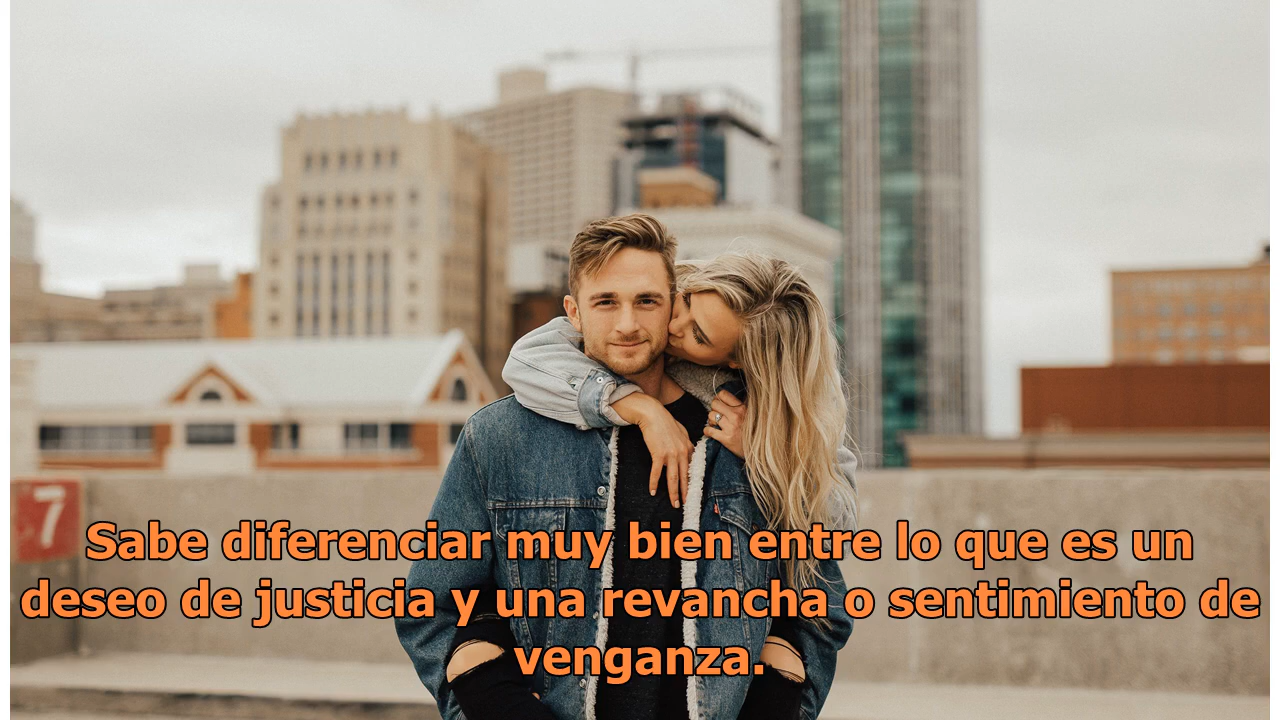 7
Sabe diferenciar muy bien entre lo que es un
deseo de justicia y una revancha o sentimiento de
venganza.